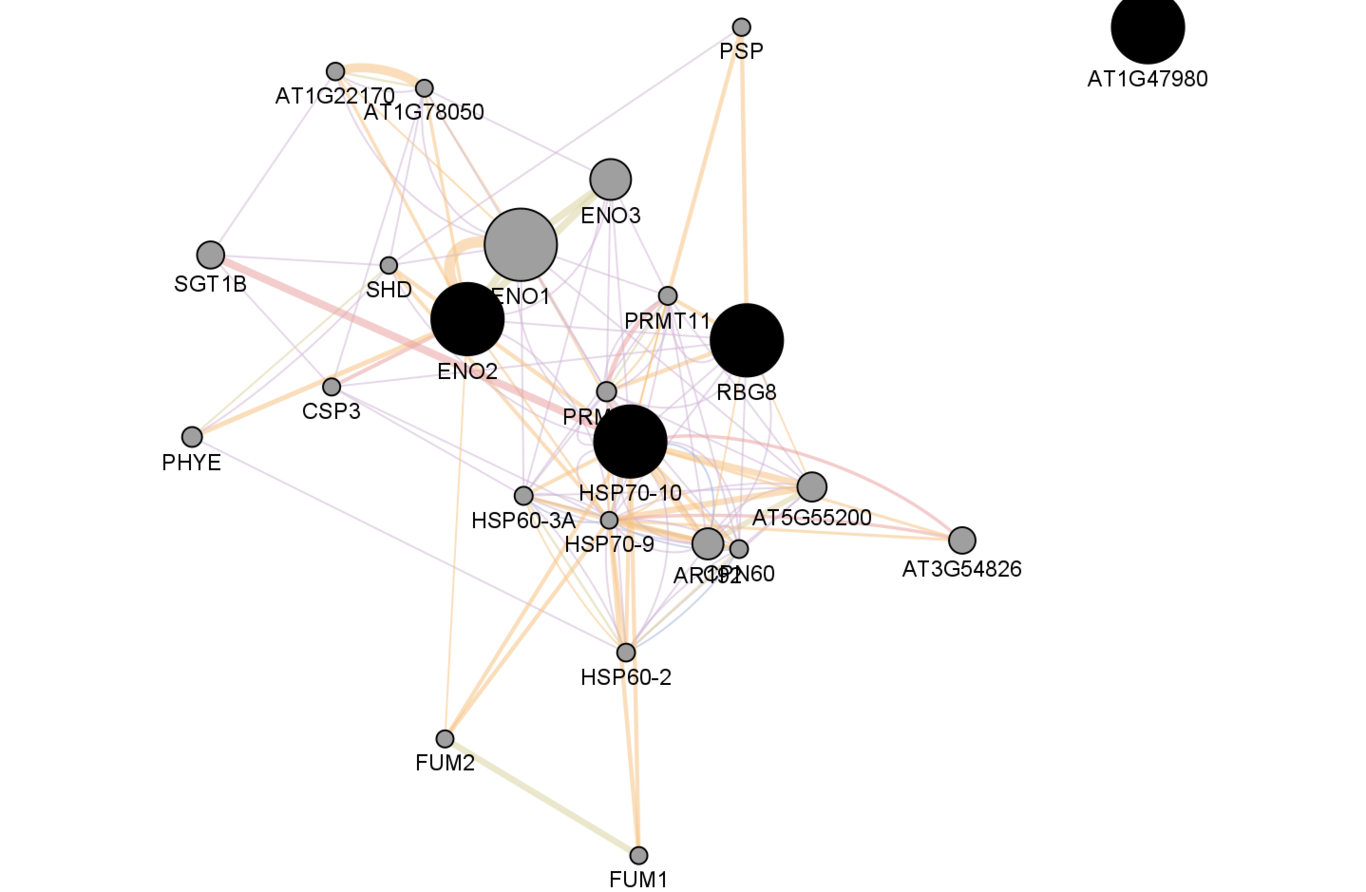 PSP
AT1G47980
AT1G22170
AT1G78050
ENO3
SGT1B
SHD
ENO1
PRMT11
ENO2
RBG8
CSP3
PHYE
HSP70-10
HSP60-3A
AT5G55200
HSP70-9
AT3G54826
CPN60
HSP60-2
FUM2
FUM1